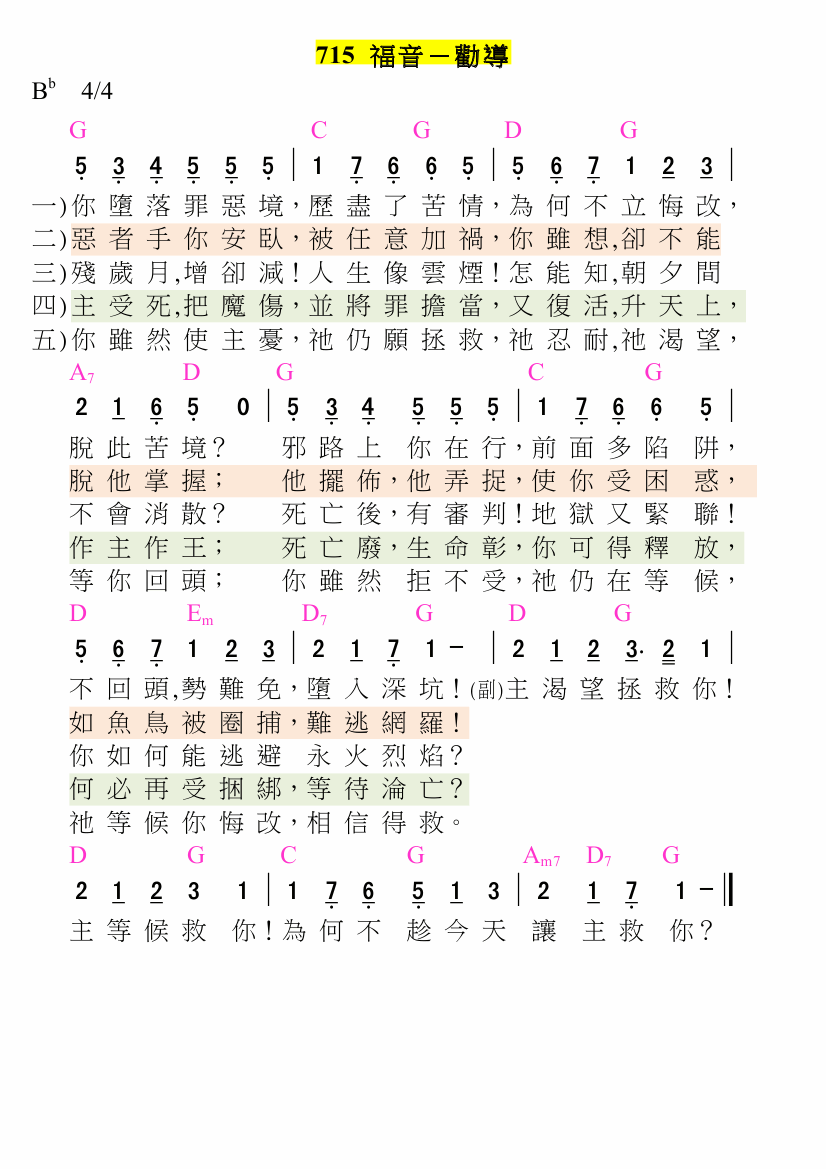 715 福音－勸導
B♭ 4/4
G C G D G
5̣ 3̣ 4̣ 5̣ 5̣ 5̣ | 1 7̣ 6̣ 6̣ 5̣ | 5̣ 6̣ 7̣ 1 2 3 |
一)你墮落罪惡境，歷盡了苦情，為何不立悔改，
二)惡者手你安臥，被任意加禍，你雖想,卻不能
三)殘歲月,增卻減！人生像雲煙！怎能知,朝夕間
四)主受死,把魔傷，並將罪擔當，又復活,升天上，
五)你雖然使主憂，祂仍願拯救，祂忍耐,祂渴望，
A7 D G C G
2 1 6̣ 5̣ 0 | 5̣ 3̣ 4̣ 5̣ 5̣ 5̣ | 1 7̣ 6̣ 6̣ 5̣ |
脫此苦境？ 邪路上 你在行，前面多陷阱，
脫他掌握； 他擺佈，他弄捉，使你受困惑，
不會消散？ 死亡後，有審判！地獄又緊聯！
作主作王； 死亡廢，生命彰，你可得釋放，
等你回頭； 你雖然 拒不受，祂仍在等候，
D Em D7 G D G
5̣ 6̣ 7̣ 1 2 3 | 2 1 7̣ 1 － | 2 1 2 3· 2 1 |
不回頭,勢難免，墮入深坑！(副)主渴望拯救你！
如魚鳥被圈捕，難逃網羅！
你如何能逃避 永火烈焰？
何必再受捆綁，等待淪亡？
祂等候你悔改，相信得救。
D G C G Am7 D7 G
2 1 2 3 1 | 1 7̣ 6̣ 5̣ 1 3 | 2 1 7̣ 1 － ‖
主等候救 你！為何不 趁今天 讓 主救 你？